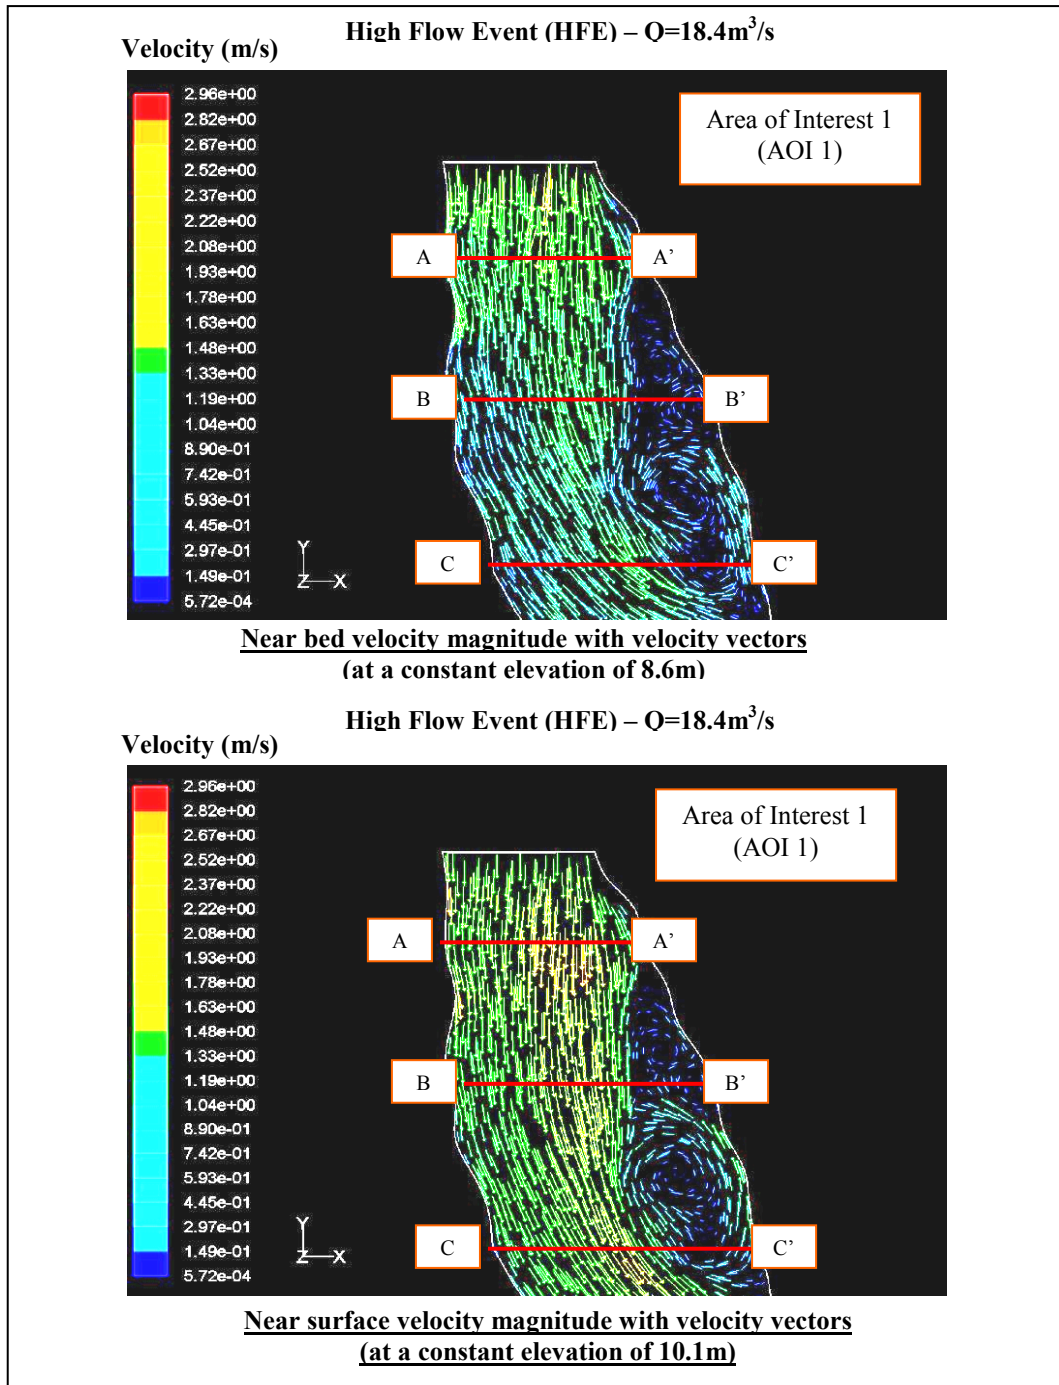 High Flow Event (HFE) – Q=18.4m³/s
Velocity (m/s)
2.96e+00
2.82e+00
2.67e+00
2.52e+00
2.37e+00
2.22e+00
2.08e+00
1.93e+00
1.78e+00
1.63e+00
1.48e+00
1.33e+00
1.19e+00
1.04e+00
8.90e-01
7.42e-01
5.93e-01
4.45e-01
2.97e-01
1.49e-01
5.72e-04
Area of Interest 1
(AOI 1)
A A'
B B'
C C'
Y
Z X
Near bed velocity magnitude with velocity vectors
(at a constant elevation of 8.6m)
High Flow Event (HFE) – Q=18.4m³/s
Velocity (m/s)
2.96e+00
2.82e+00
2.67e+00
2.52e+00
2.37e+00
2.22e+00
2.08e+00
1.93e+00
1.78e+00
1.63e+00
1.48e+00
1.33e+00
1.19e+00
1.04e+00
8.90e-01
7.42e-01
5.93e-01
4.45e-01
2.97e-01
1.49e-01
5.72e-04
Area of Interest 1
(AOI 1)
A A'
B B'
C C'
Y
Z X
Near surface velocity magnitude with velocity vectors
(at a constant elevation of 10.1m)